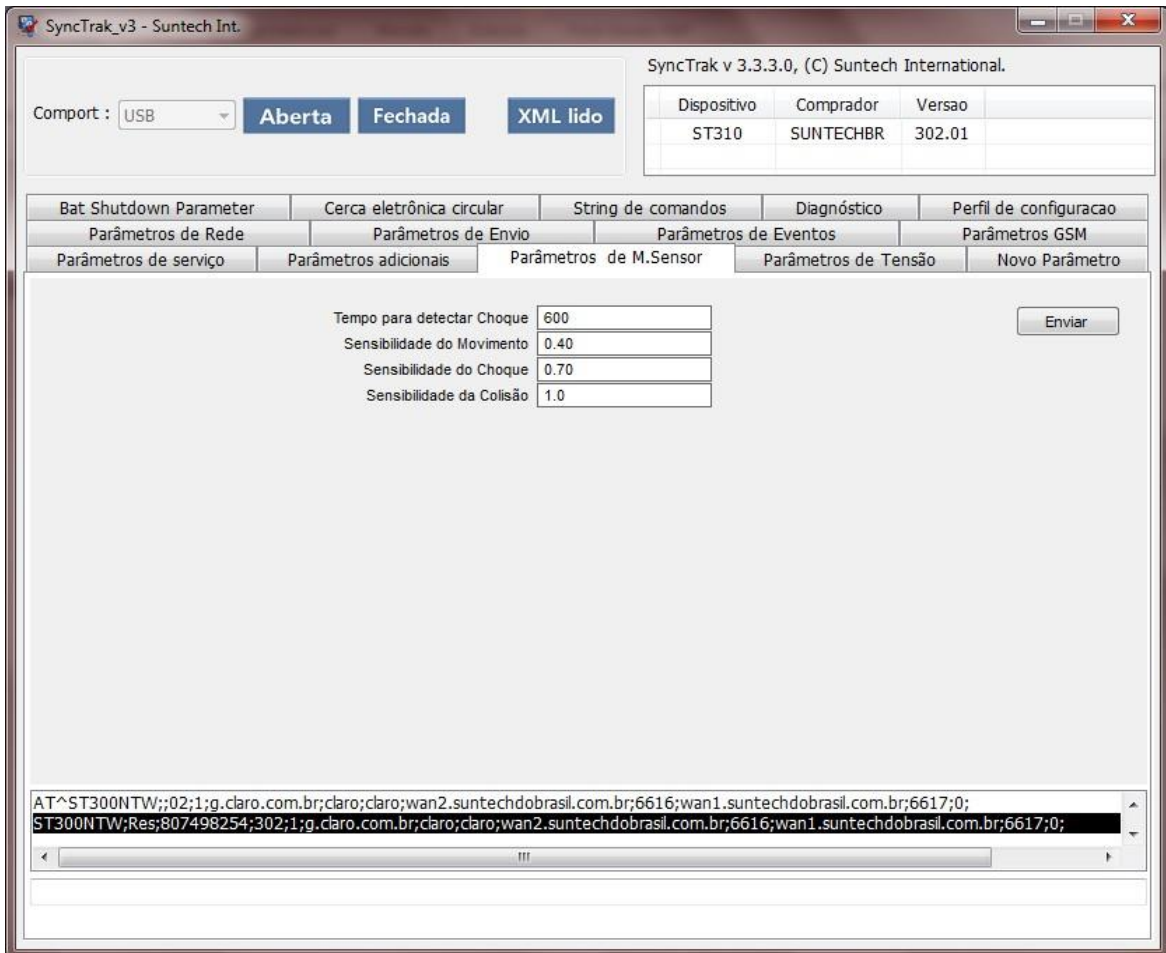 SyncTrak_v3 - Suntech Int.
SyncTrak v 3.3.3.0, (C) Suntech International.
Comport : USB Aberta Fechada XML lido
Dispositivo Comprador Versao
ST310 SUNTECHBR 302.01
Bat Shutdown Parameter Cerca eletrônica circular String de comandos Diagnóstico Perfil de configuracao
Parâmetros de Rede Parâmetros de Envio Parâmetros de Eventos Parâmetros GSM
Parâmetros de serviço Parâmetros adicionais Parâmetros de M.Sensor Parâmetros de Tensão Novo Parâmetro
Tempo para detectar Choque 600 Enviar
Sensibilidade do Movimento 0.40
Sensibilidade do Choque 0.70
Sensibilidade da Colisão 1.0
AT^ST300NTW;;02;1;g.claro.com.br;claro;claro;wan2.suntechdobrasil.com.br;6616;wan1.suntechdobrasil.com.br;6617;0;
ST300NTW;Res;807498254;302;1;g.claro.com.br;claro;claro;wan2.suntechdobrasil.com.br;6616;wan1.suntechdobrasil.com.br;6617;0;